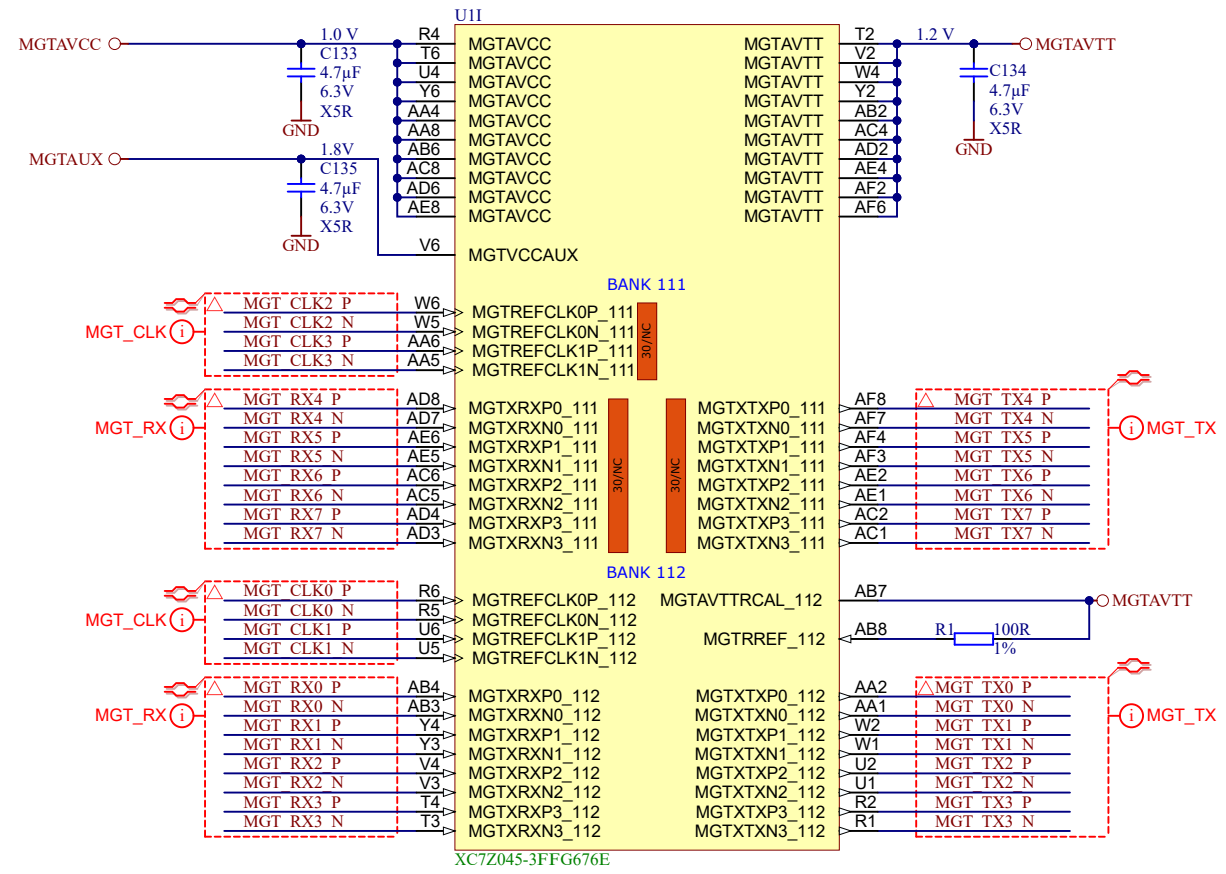 U1I
MGTAVCC 1.0 V R4 MGTAVCC MGTAVTT T2 1.2 V MGTAVTT
C133 T6 MGTAVCC MGTAVTT V2
4.7µF U4 MGTAVCC MGTAVTT W4 C134
6.3V Y6 MGTAVCC MGTAVTT Y2 4.7µF
X5R AA4 MGTAVCC MGTAVTT AB2 6.3V
GND AA8 MGTAVCC MGTAVTT AC4 X5R
MGTAUX 1.8V AB6 MGTAVCC MGTAVTT AD2 GND
C135 AC8 MGTAVCC MGTAVTT AE4
4.7µF AD6 MGTAVCC MGTAVTT AF2
6.3V AE8 MGTAVCC MGTAVTT AF6
X5R
GND V6 MGTVCCAUX
BANK 111
MGT_CLK i
MGT_CLK2_P W6 MGTREFCLK0P_111
MGT_CLK2_N W5 MGTREFCLK0N_111
MGT_CLK3_P AA6 MGTREFCLK1P_111
MGT_CLK3_N AA5 MGTREFCLK1N_111
30/NC
MGT_RX i
MGT_RX4_P AD8 MGTXRXP0_111 MGTXTXP0_111 AF8 MGT_TX4_P
MGT_RX4_N AD7 MGTXRXN0_111 MGTXTXN0_111 AF7 MGT_TX4_N
MGT_RX5_P AE6 MGTXRXP1_111 MGTXTXP1_111 AF4 MGT_TX5_P
MGT_RX5_N AE5 MGTXRXN1_111 MGTXTXN1_111 AF3 MGT_TX5_N
MGT_RX6_P AC6 MGTXRXP2_111 MGTXTXP2_111 AE2 MGT_TX6_P
MGT_RX6_N AC5 MGTXRXN2_111 MGTXTXN2_111 AE1 MGT_TX6_N
MGT_RX7_P AD4 MGTXRXP3_111 MGTXTXP3_111 AC2 MGT_TX7_P
MGT_RX7_N AD3 MGTXRXN3_111 MGTXTXN3_111 AC1 MGT_TX7_N
30/NC
30/NC
i MGT_TX
BANK 112
MGT_CLK i
MGT_CLK0_P R6 MGTREFCLK0P_112 MGTAVTTRCAL_112 AB7 MGTAVTT
MGT_CLK0_N R5 MGTREFCLK0N_112
MGT_CLK1_P U6 MGTREFCLK1P_112 MGTRREF_112 AB8 R1 100R
MGT_CLK1_N U5 MGTREFCLK1N_112 1%
MGT_RX i
MGT_RX0_P AB4 MGTXRXP0_112 MGTXTXP0_112 AA2 MGT_TX0_P
MGT_RX0_N AB3 MGTXRXN0_112 MGTXTXN0_112 AA1 MGT_TX0_N
MGT_RX1_P Y4 MGTXRXP1_112 MGTXTXP1_112 W2 MGT_TX1_P
MGT_RX1_N Y3 MGTXRXN1_112 MGTXTXN1_112 W1 MGT_TX1_N
MGT_RX2_P V4 MGTXRXP2_112 MGTXTXP2_112 U2 MGT_TX2_P
MGT_RX2_N V3 MGTXRXN2_112 MGTXTXN2_112 U1 MGT_TX2_N
MGT_RX3_P T4 MGTXRXP3_112 MGTXTXP3_112 R2 MGT_TX3_P
MGT_RX3_N T3 MGTXRXN3_112 MGTXTXN3_112 R1 MGT_TX3_N
i MGT_TX
XC7Z045-3FFG676E